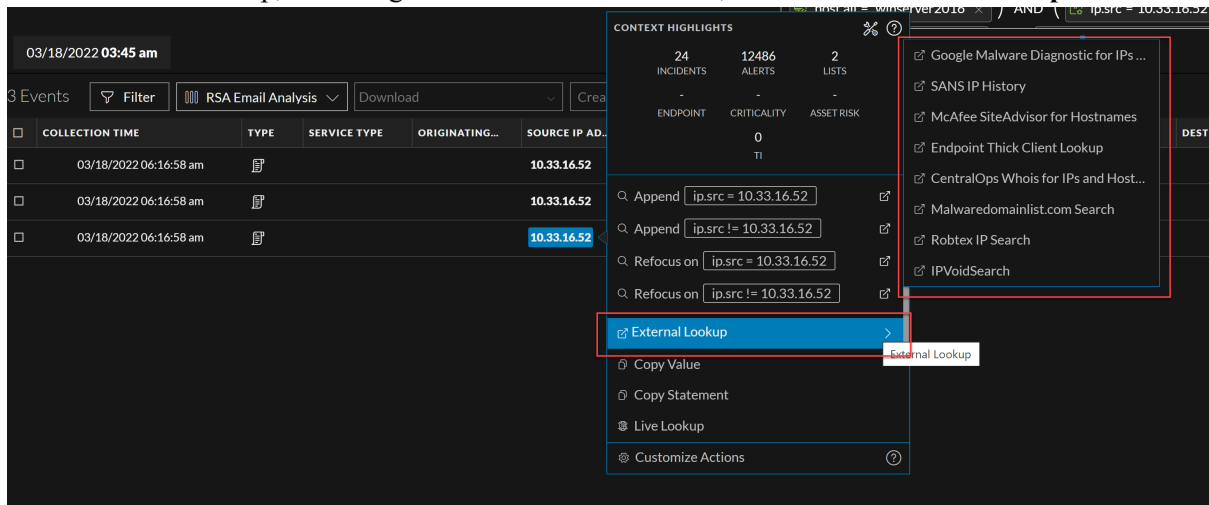 host.all = 'winserver2016' × ) AND ( ip.src = 10.33.16.52
CONTEXT HIGHLIGHTS
03/18/2022 03:45 am
24 12486 2
INCIDENTS ALERTS LISTS
- - -
ENDPOINT CRITICALITY ASSET RISK
0
TI
3 Events Filter RSA Email Analysis Download Crea
COLLECTION TIME TYPE SERVICE TYPE ORIGINATING... SOURCE IP AD... DEST
03/18/2022 06:16:58 am 10.33.16.52
03/18/2022 06:16:58 am 10.33.16.52
03/18/2022 06:16:58 am 10.33.16.52
Append ip.src = 10.33.16.52
Append ip.src != 10.33.16.52
Refocus on ip.src = 10.33.16.52
Refocus on ip.src != 10.33.16.52
External Lookup
External Lookup
Copy Value
Copy Statement
Live Lookup
Customize Actions
Google Malware Diagnostic for IPs ...
SANS IP History
McAfee SiteAdvisor for Hostnames
Endpoint Thick Client Lookup
CentralOps Whois for IPs and Host...
Malwaredomainlist.com Search
Robtex IP Search
IPVoidSearch